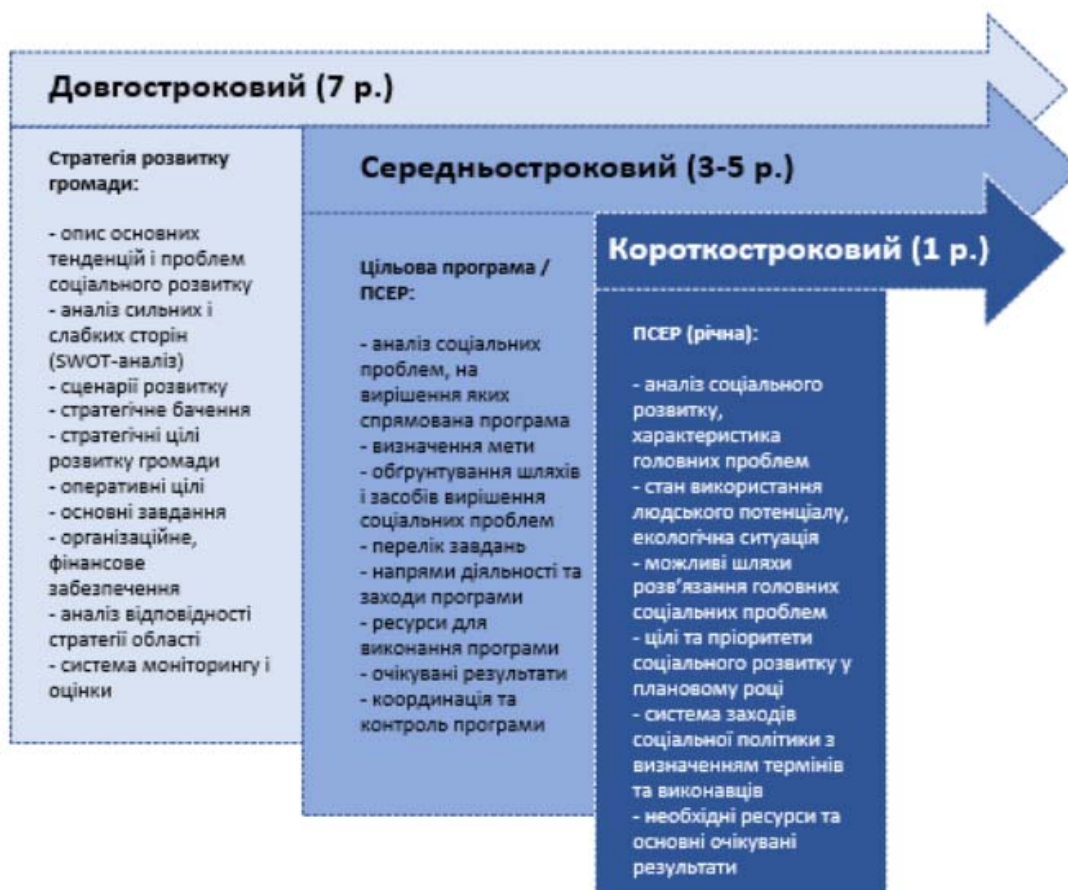 Довгостроковий (7 р.)
Стратегія розвитку
громади:
- опис основних
тенденцій і проблем
соціального розвитку
- аналіз сильних і
слабких сторін
(SWOT-аналіз)
- сценарії розвитку
- стратегічне бачення
- стратегічні цілі
розвитку громади
- оперативні цілі
- основні завдання
- організаційне,
фінансове
забезпечення
- аналіз відповідності
стратегії області
- система моніторингу і
оцінки
Середньостроковий (3-5 р.)
Цільова програма /
ПСЕР:
- аналіз соціальних
проблем, на
вирішення яких
спрямована програма
- визначення мети
- обґрунтування шляхів
і засобів вирішення
соціальних проблем
- перелік завдань
- напрями діяльності та
заходи програми
- ресурси для
виконання програми
- очікувані результати
- координація та
контроль програми
Короткостроковий (1 р.)
ПСЕР (річна):
- аналіз соціального
розвитку,
характеристика
головних проблем
- стан використання
людського потенціалу,
екологічна ситуація
- можливі шляхи
розв’язання головних
соціальних проблем
- цілі та пріоритети
соціального розвитку у
плановому році
- система заходів
соціальної політики з
визначенням термінів
та виконавців
- необхідні ресурси та
основні очікувані
результати